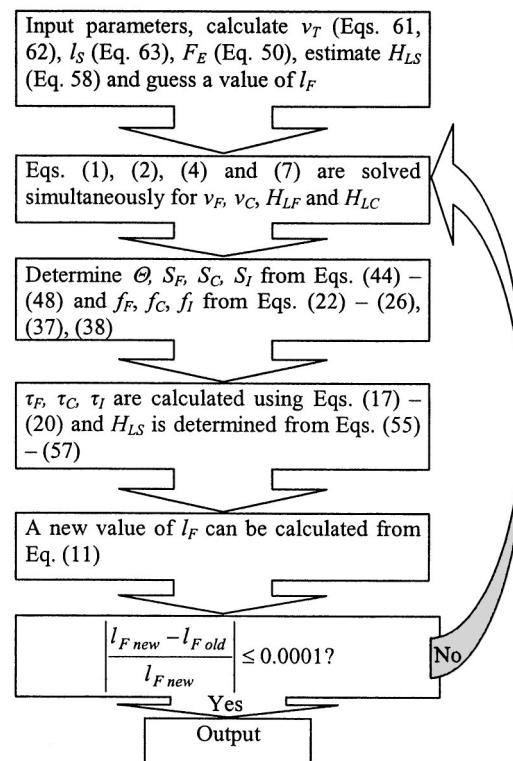 Input parameters, calculate v_T (Eqs. 61,
62), l_S (Eq. 63), F_E (Eq. 50), estimate H_LS
(Eq. 58) and guess a value of l_F
Eqs. (1), (2), (4) and (7) are solved
simultaneously for v_F, v_C, H_LF and H_LC
Determine Θ, S_F, S_C, S_I from Eqs. (44) –
(48) and f_F, f_C, f_I from Eqs. (22) – (26),
(37), (38)
τ_F, τ_C, τ_I are calculated using Eqs. (17) –
(20) and H_LS is determined from Eqs. (55)
– (57)
A new value of l_F can be calculated from
Eq. (11)
|(l_F new – l_F old) / l_F new| ≤ 0.0001?
No
Yes
Output